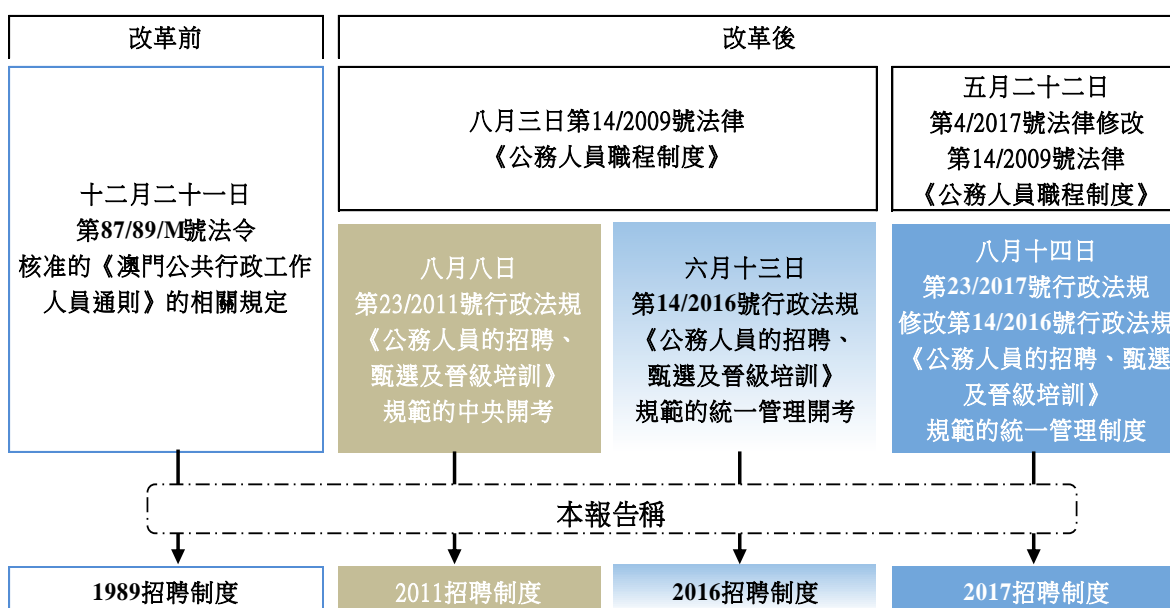 改革前
改革後
十二月二十一日
第87/89/M號法令
核准的《澳門公共行政工作
人員通則》的相關規定
八月三日第14/2009號法律
《公務人員職程制度》
五月二十二日
第4/2017號法律修改
第14/2009號法律
《公務人員職程制度》
八月八日
第23/2011號行政法規
《公務人員的招聘、
甄選及晉級培訓》
規範的中央開考
六月十三日
第14/2016號行政法規
《公務人員的招聘、
甄選及晉級培訓》
規範的統一管理開考
八月十四日
第23/2017號行政法規
修改第14/2016號行政法規
《公務人員的招聘、甄選
及晉級培訓》
規範的統一管理制度
本報告稱
1989招聘制度
2011招聘制度
2016招聘制度
2017招聘制度